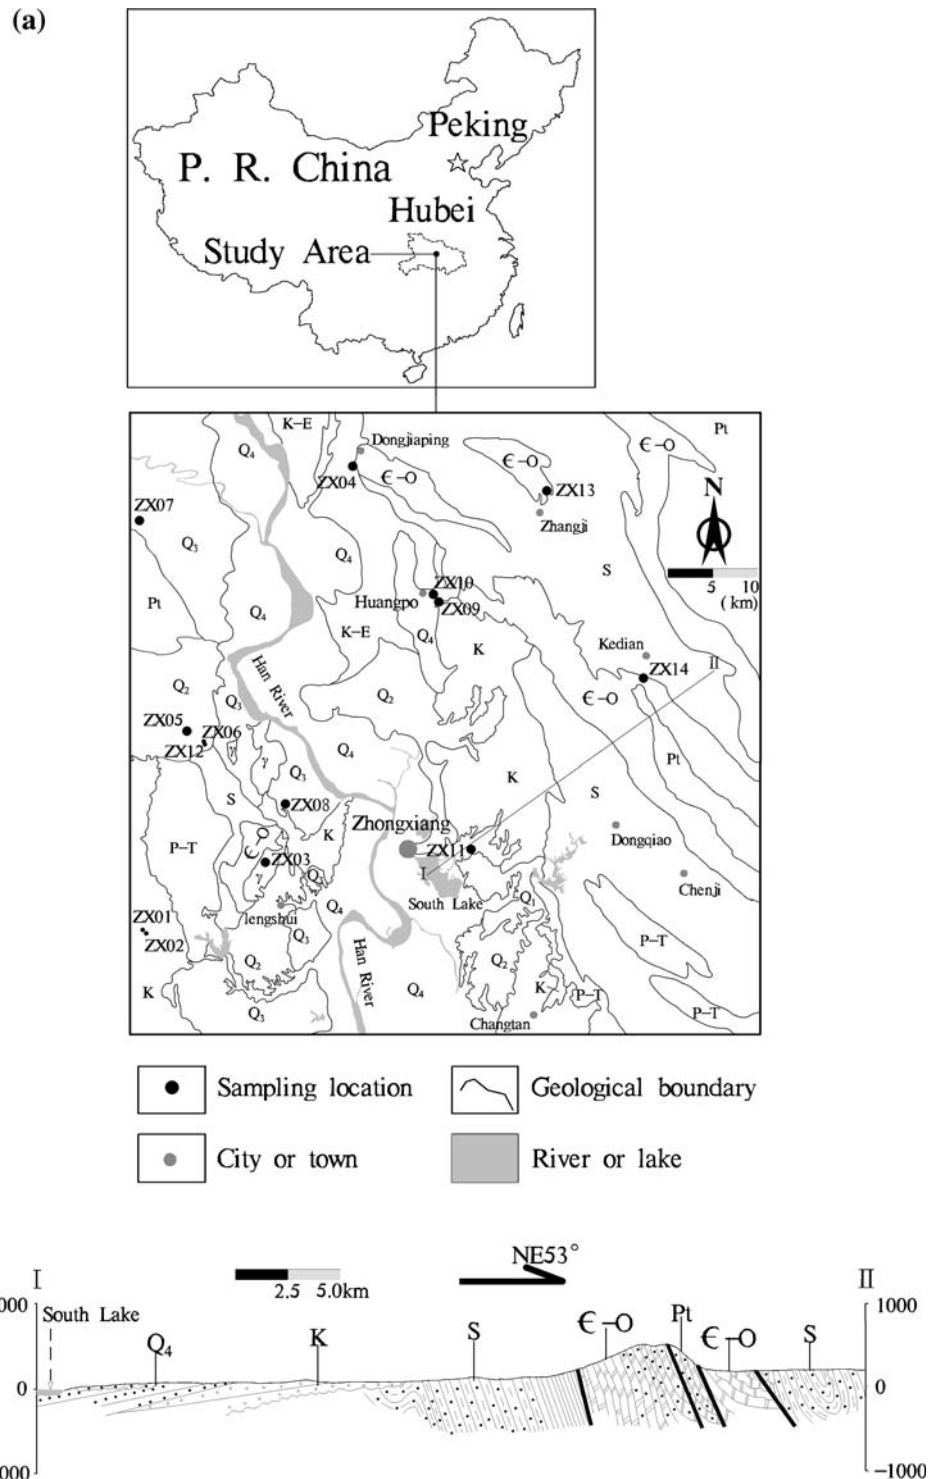 (a)
Peking
P. R. China
Hubei
Study Area
K-E
Pt
Q4
Dongjiaping
Є-O
Є-O
Є-O
ZX04
ZX13
ZX07
N
Zhangji
Q3
Q4
S
5 10
(km)
ZX10
Pt
Huangpo
ZX09
Q4
K-E
Q4
K
Kedian
ZX14
II
Han River
Q2
Q3
Q2
Є-O
ZX05
ZX06
ZX12
γ
γ
Q4
Pt
Q3
K
S
S
ZX08
Zhongxiang
K
Dongqiao
P-T
Є-O
ZX11
ZX03
γ
Q3
I
Chenji
South Lake
Q1
ZX01
lengshui
Q4
ZX02
Q3
P-T
Q2
Han River
Q2
K
Q4
K
P-T
Q3
P-T
Changtan
Sampling location
Geological boundary
City or town
River or lake
NE53°
I
2.5 5.0km
II
000
South Lake
1000
Q4
K
S
Є-O
Pt
Є-O
S
0
0
000
-1000